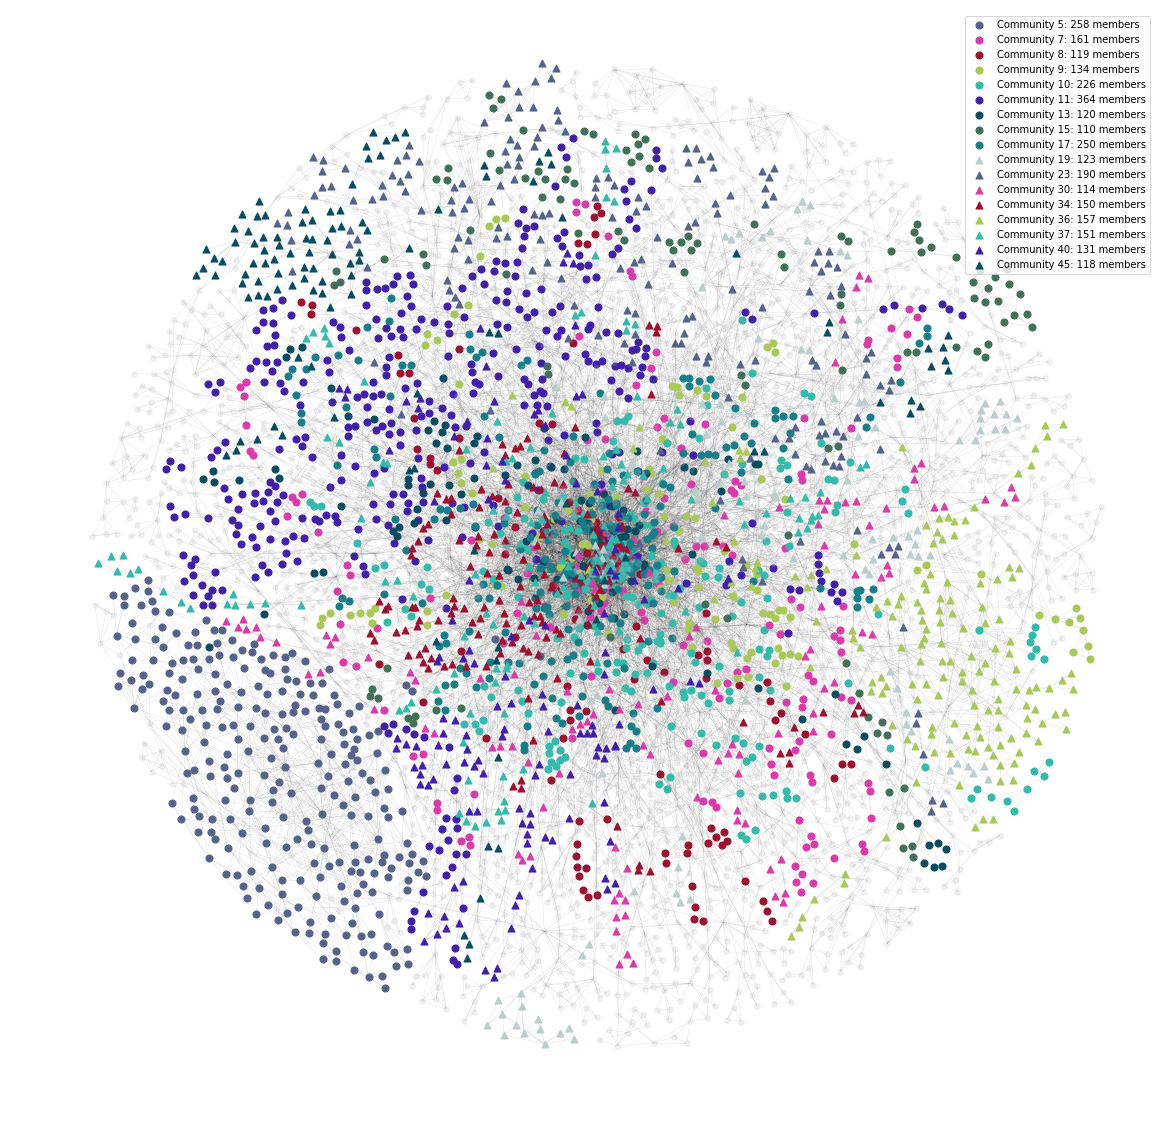 Community 5: 258 members
Community 7: 161 members
Community 8: 119 members
Community 9: 134 members
Community 10: 226 members
Community 11: 364 members
Community 13: 120 members
Community 15: 110 members
Community 17: 250 members
Community 19: 123 members
Community 23: 190 members
Community 30: 114 members
Community 34: 150 members
Community 36: 157 members
Community 37: 151 members
Community 40: 131 members
Community 45: 118 members